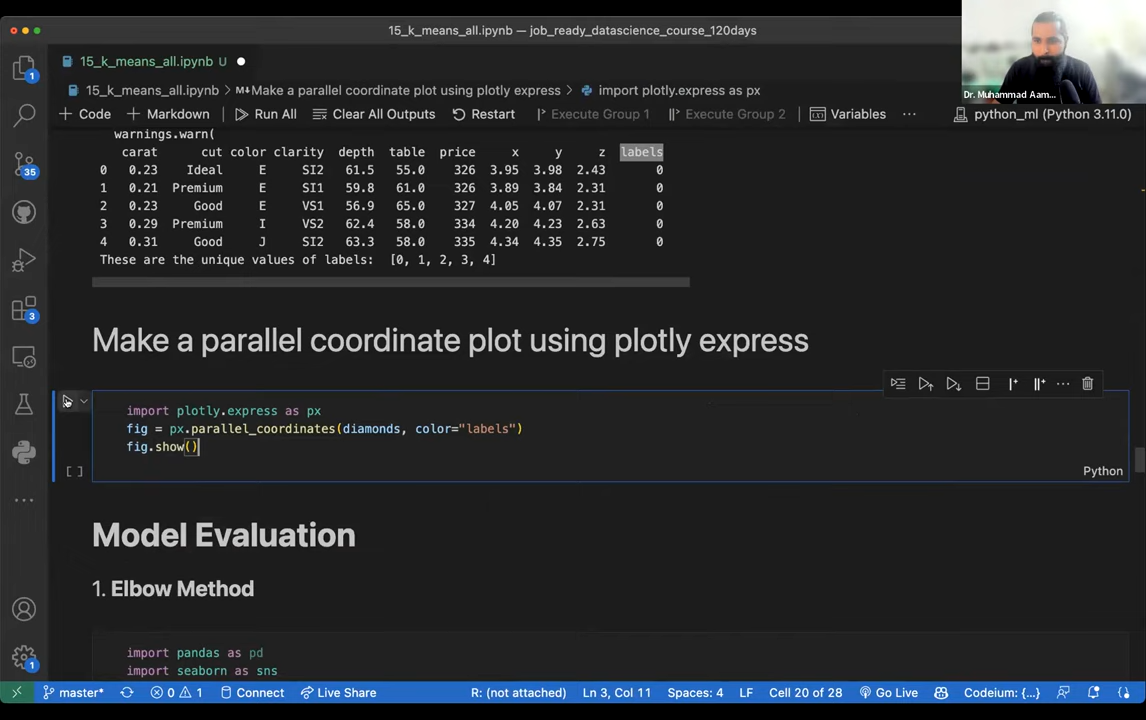 15_k_means_all.ipynb — job_ready_datascience_course_120days
15_k_means_all.ipynb U
15_k_means_all.ipynb > M↓Make a parallel coordinate plot using plotly express > import plotly.express as px
+ Code + Markdown Run All Clear All Outputs Restart Execute Group 1 Execute Group 2 Variables ... python_ml (Python 3.11.0)
Dr. Muhammad Aam...
warnings.warn(
carat cut color clarity depth table price x y z labels
0 0.23 Ideal E SI2 61.5 55.0 326 3.95 3.98 2.43 0
1 0.21 Premium E SI1 59.8 61.0 326 3.89 3.84 2.31 0
2 0.23 Good E VS1 56.9 65.0 327 4.05 4.07 2.31 0
3 0.29 Premium I VS2 62.4 58.0 334 4.20 4.23 2.63 0
4 0.31 Good J SI2 63.3 58.0 335 4.34 4.35 2.75 0
These are the unique values of labels: [0, 1, 2, 3, 4]
Make a parallel coordinate plot using plotly express
import plotly.express as px
fig = px.parallel_coordinates(diamonds, color="labels")
fig.show()
[ ]
Python
Model Evaluation
1. Elbow Method
import pandas as pd
import seaborn as sns
1
35
3
1
master* 0 1 Connect Live Share R: (not attached) Ln 3, Col 11 Spaces: 4 LF Cell 20 of 28 Go Live Codeium: {...}